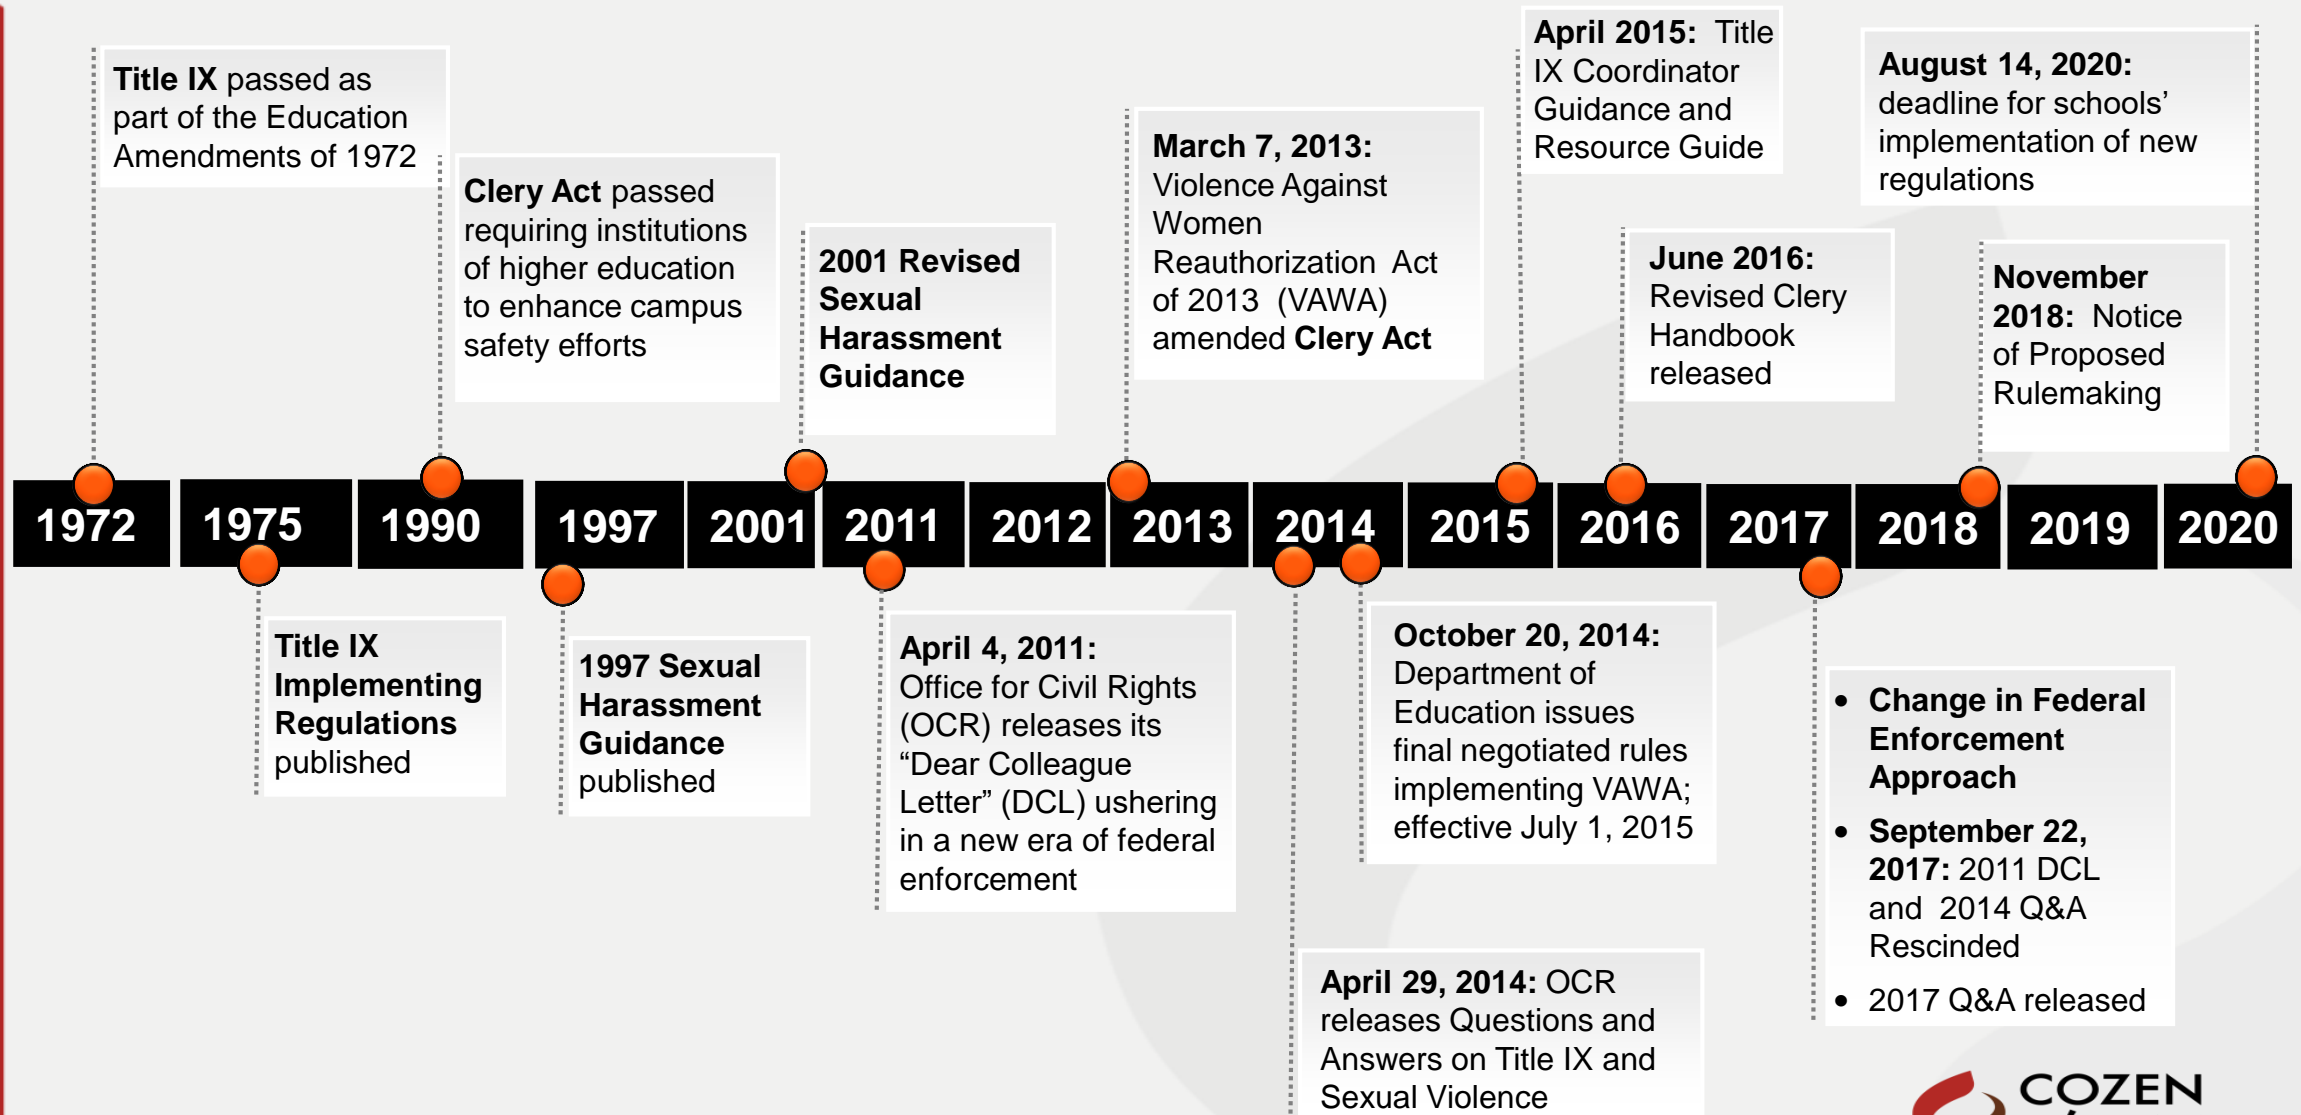 Title IX passed as
part of the Education
Amendments of 1972
Clery Act passed
requiring institutions
of higher education
to enhance campus
safety efforts
2001 Revised
Sexual
Harassment
Guidance
March 7, 2013:
Violence Against
Women
Reauthorization Act
of 2013 (VAWA)
amended Clery Act
April 2015: Title
IX Coordinator
Guidance and
Resource Guide
June 2016:
Revised Clery
Handbook
released
August 14, 2020:
deadline for schools’
implementation of new
regulations
November
2018: Notice
of Proposed
Rulemaking
1972 1975 1990 1997 2001 2011 2012 2013 2014 2015 2016 2017 2018 2019 2020
Title IX
Implementing
Regulations
published
1997 Sexual
Harassment
Guidance
published
April 4, 2011:
Office for Civil Rights
(OCR) releases its
“Dear Colleague
Letter” (DCL) ushering
in a new era of federal
enforcement
April 29, 2014: OCR
releases Questions and
Answers on Title IX and
Sexual Violence
October 20, 2014:
Department of
Education issues
final negotiated rules
implementing VAWA;
effective July 1, 2015
• Change in Federal
Enforcement
Approach
• September 22,
2017: 2011 DCL
and 2014 Q&A
Rescinded
• 2017 Q&A released
COZEN